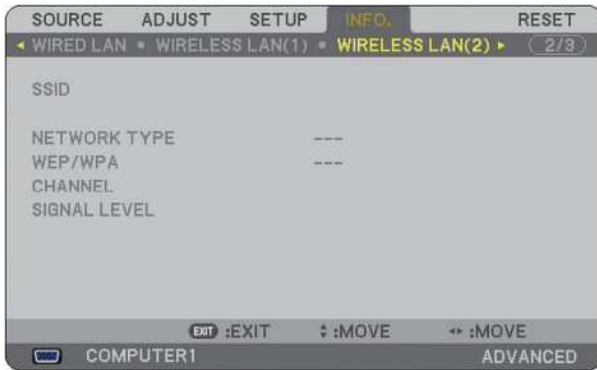 SOURCE ADJUST SETUP INFO. RESET
◂ WIRED LAN • WIRELESS LAN(1) • WIRELESS LAN(2) ▸ 2/3
SSID
NETWORK TYPE ---
WEP/WPA ---
CHANNEL
SIGNAL LEVEL
EXIT :EXIT :MOVE :MOVE
COMPUTER1 ADVANCED